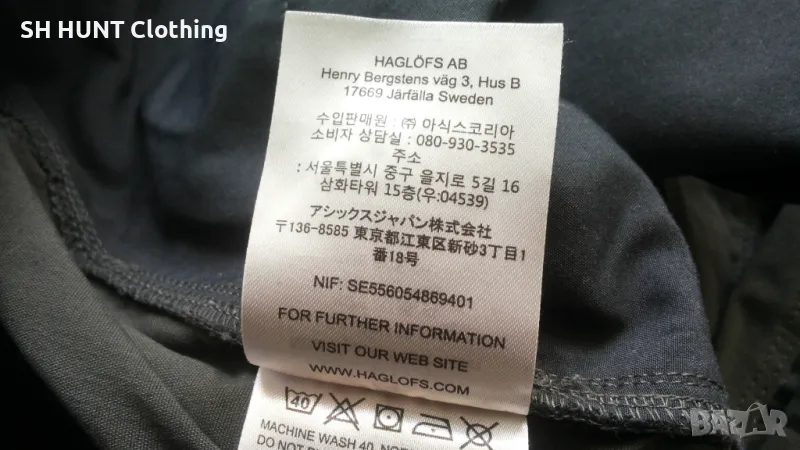 SH HUNT Clothing
HAGLÖFS AB
Henry Bergstens väg 3, Hus B
17669 Järfälla Sweden
수입판매원 : ㈜ 아식스코리아
소비자 상담실 : 080-930-3535
주소
: 서울특별시 중구 을지로 5길 16
삼화타워 15층(우:04539)
アシックスジャパン株式会社
〒136-8585 東京都江東区新砂3丁目1
番18号
NIF: SE556054869401
FOR FURTHER INFORMATION
VISIT OUR WEB SITE
WWW.HAGLOFS.COM
40
MACHINE WASH 40,
DO NOT
BAZAR